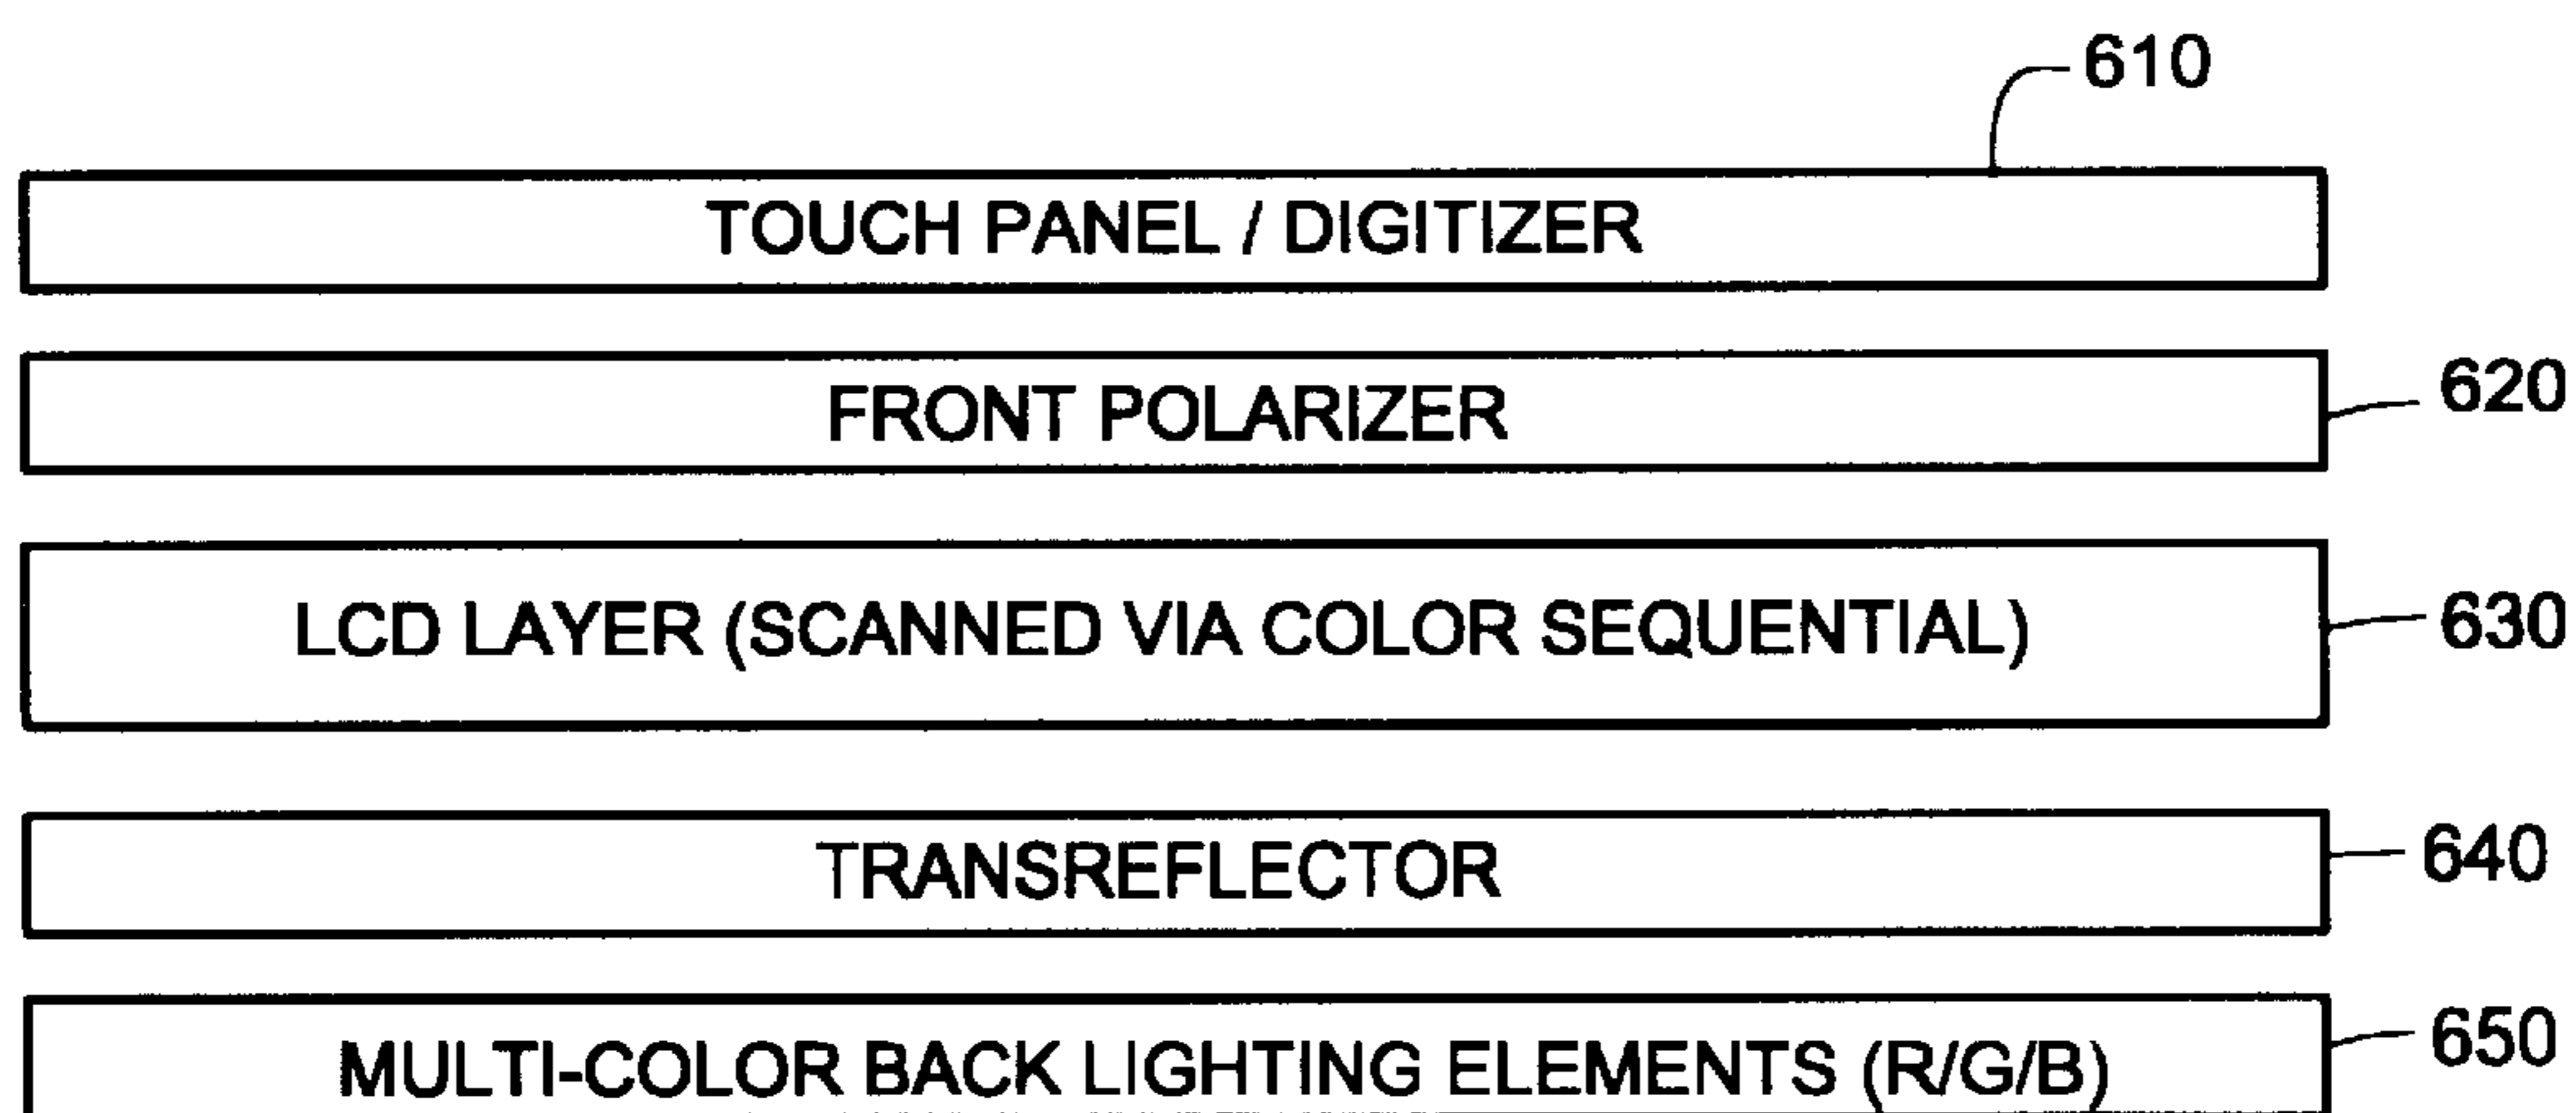 610
TOUCH PANEL / DIGITIZER
FRONT POLARIZER
620
LCD LAYER (SCANNED VIA COLOR SEQUENTIAL)
630
TRANSREFLECTOR
640
MULTI-COLOR BACK LIGHTING ELEMENTS (R/G/B)
650